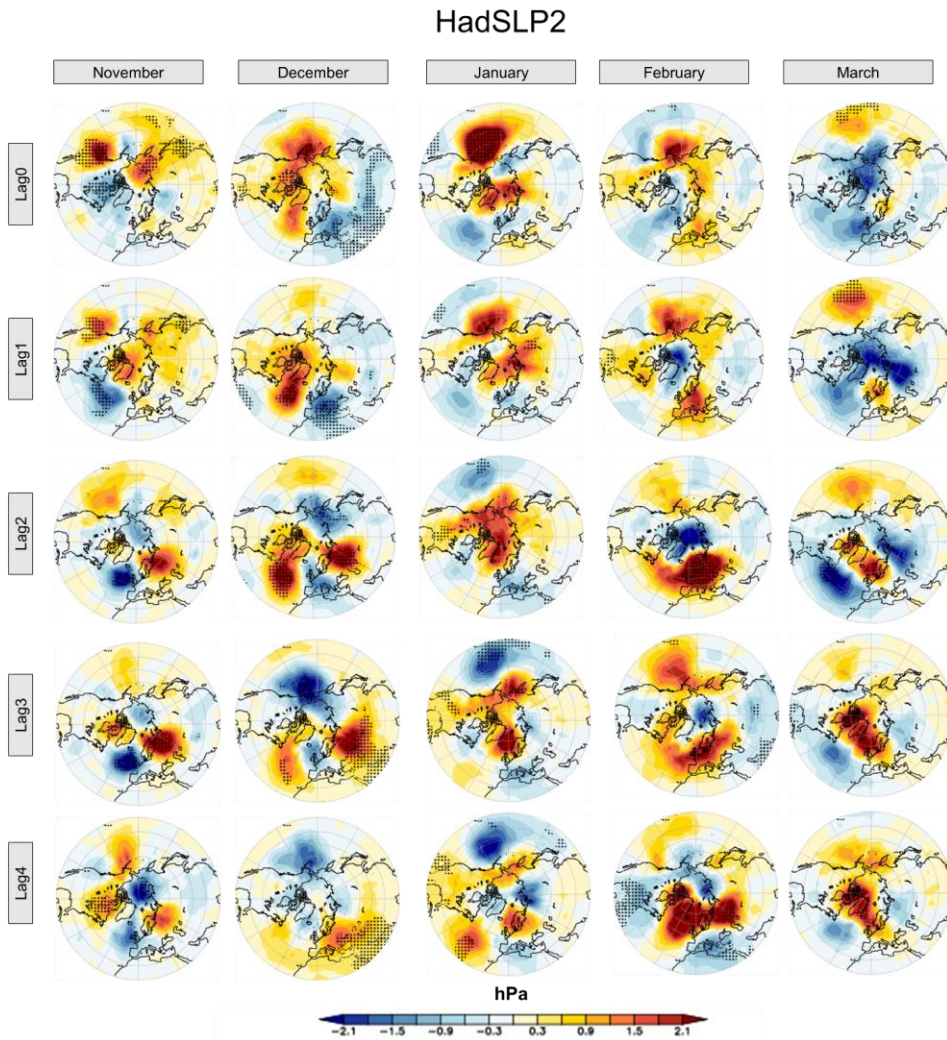 HadSLP2
November December January February March
Lag0
Lag1
Lag2
Lag3
Lag4
hPa
-2.1 -1.5 -0.9 -0.3 0.3 0.9 1.5 2.1